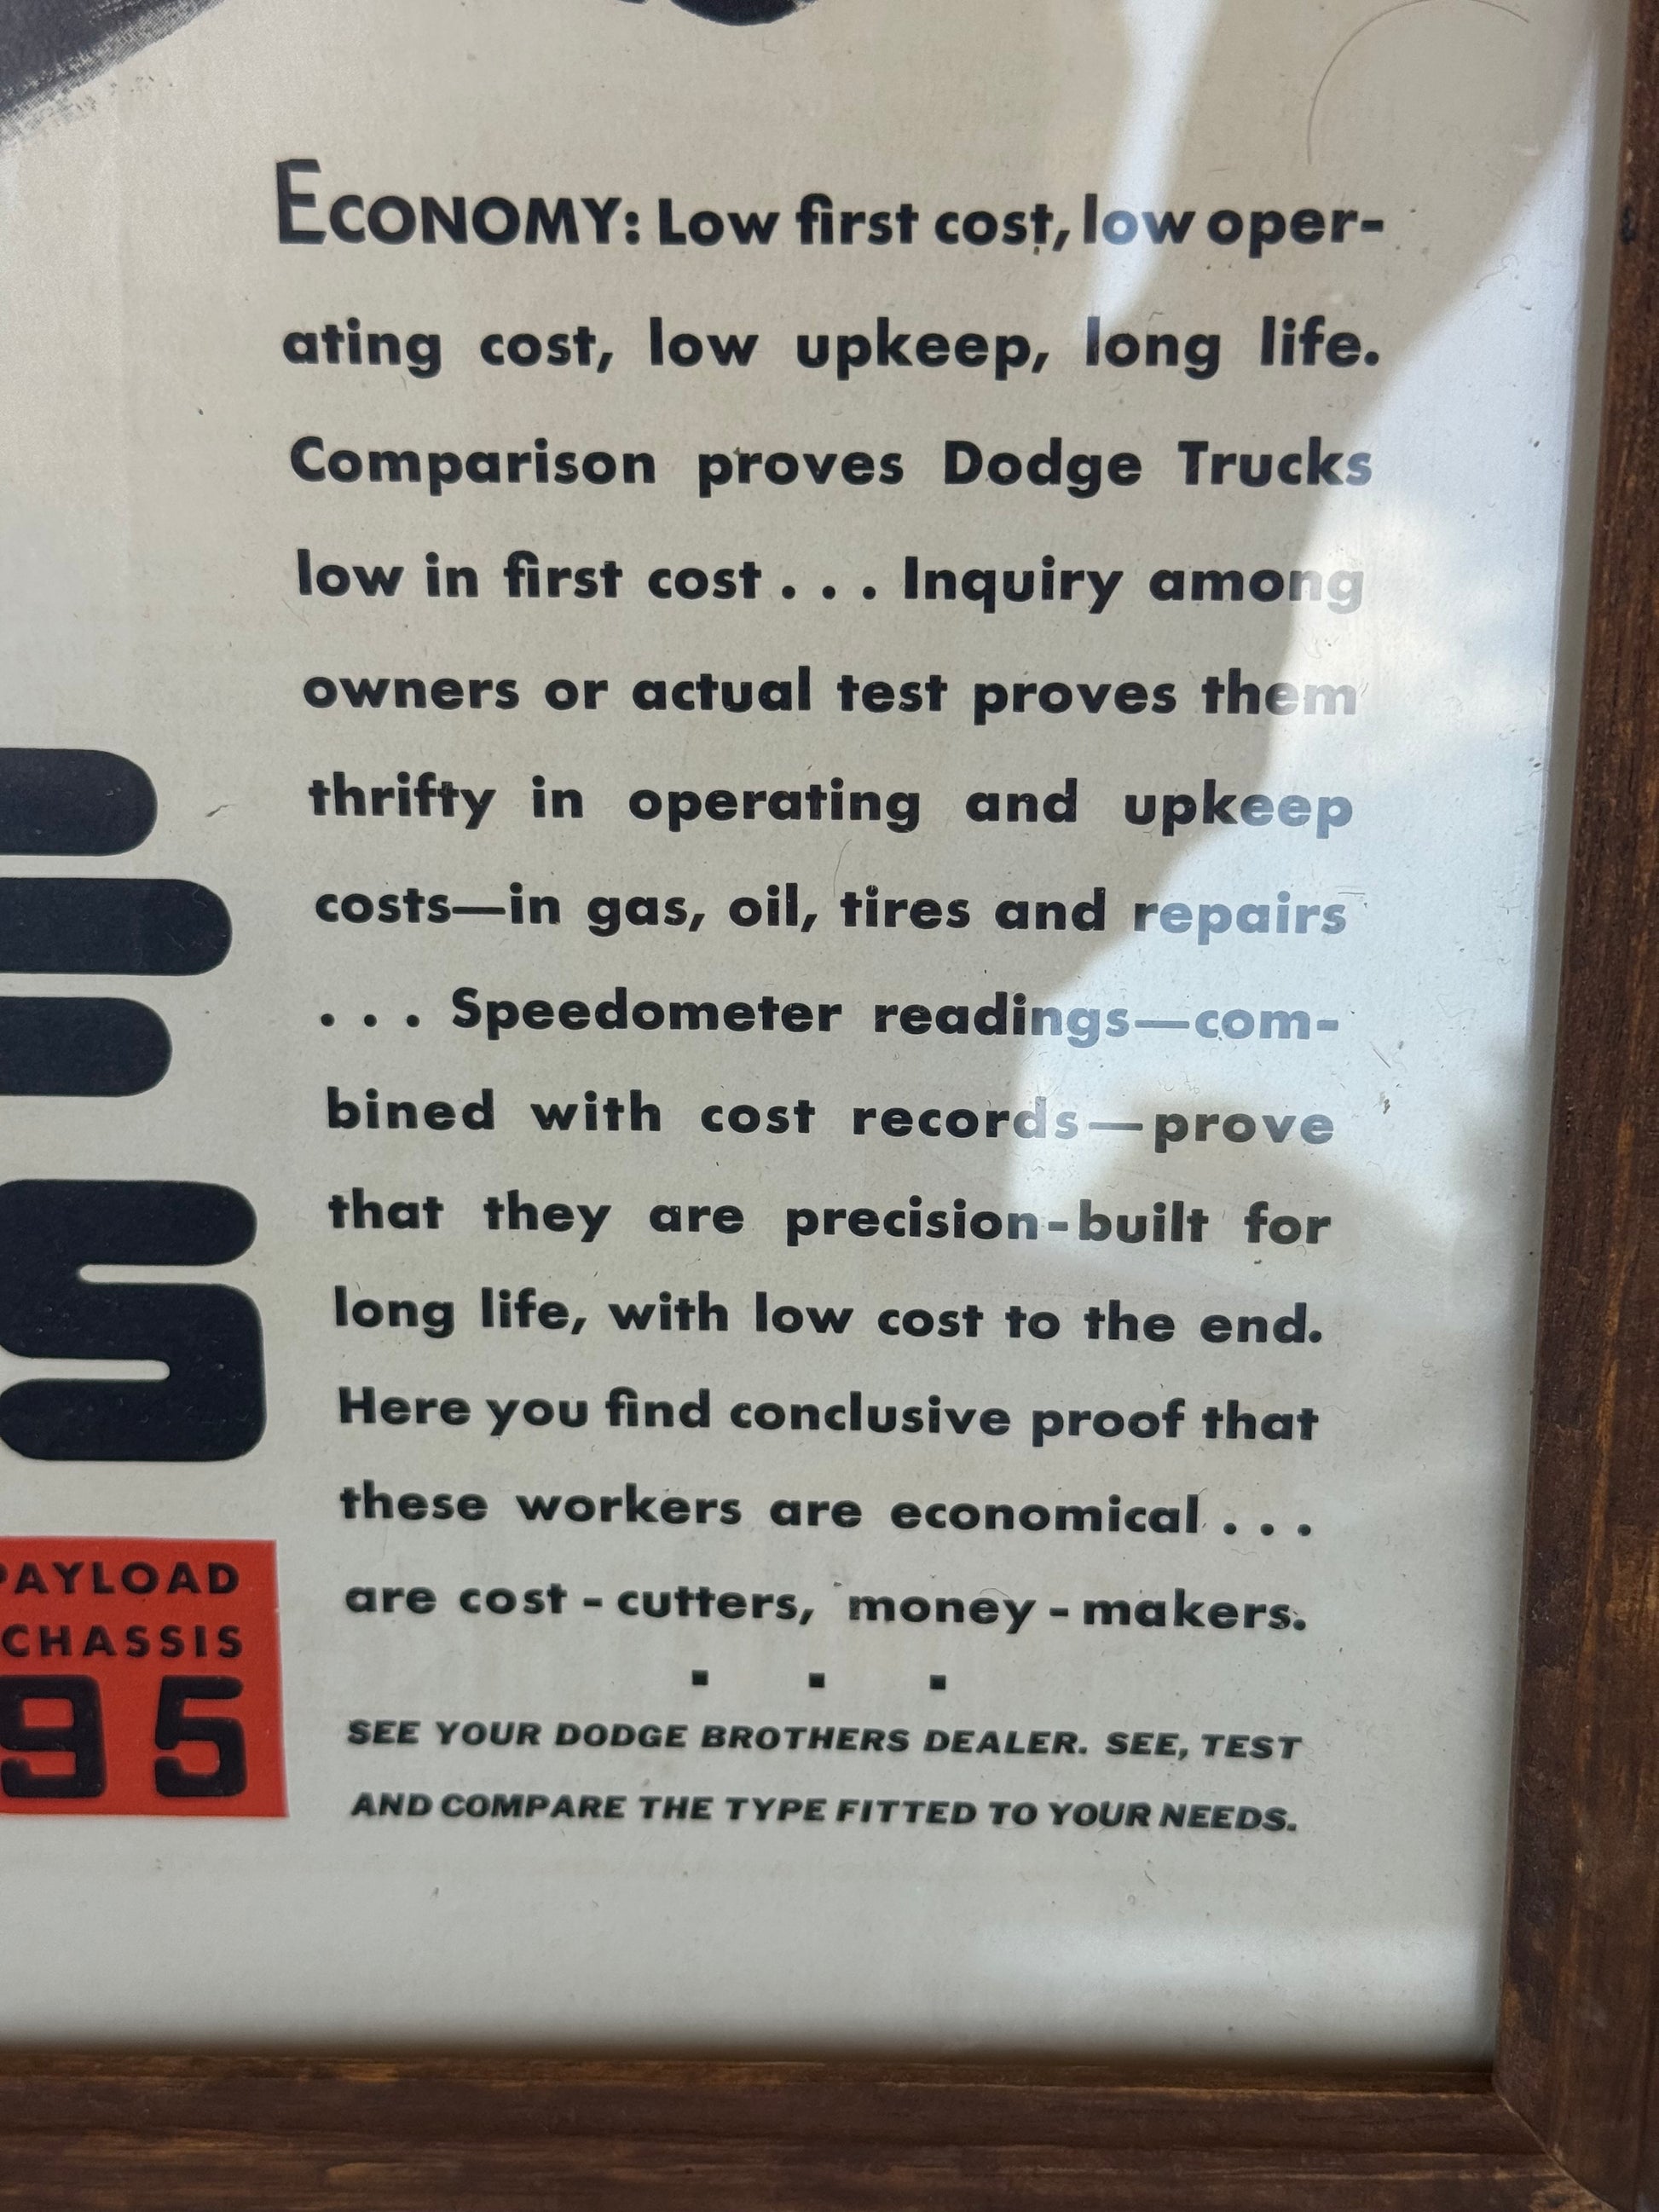 ECONOMY: Low first cost, low oper-
ating cost, low upkeep, long life.
Comparison proves Dodge Trucks
low in first cost . . . Inquiry among
owners or actual test proves them
thrifty in operating and upkeep
costs—in gas, oil, tires and repairs
. . . Speedometer readings—com-
bined with cost records—prove
that they are precision-built for
long life, with low cost to the end.
Here you find conclusive proof that
these workers are economical . . .
are cost-cutters, money-makers.
SEE YOUR DODGE BROTHERS DEALER. SEE, TEST
AND COMPARE THE TYPE FITTED TO YOUR NEEDS.
S
PAYLOAD
CHASSIS
95